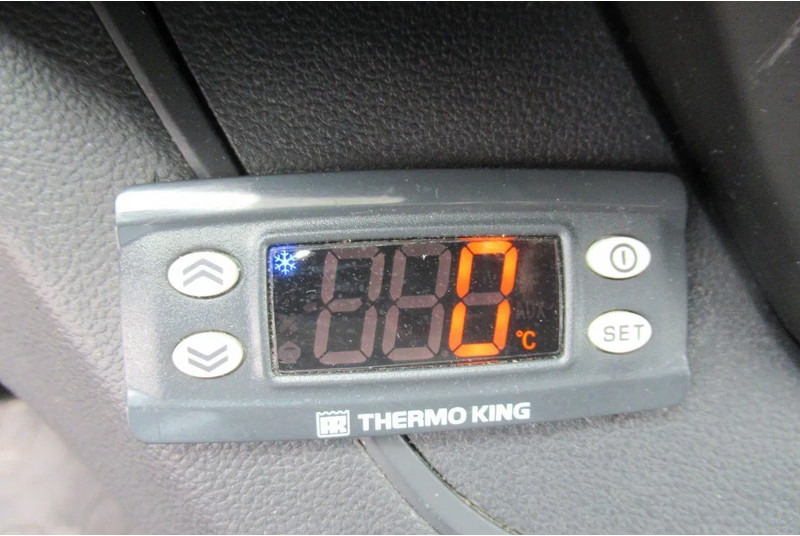 0
°C
AUX
SET
THERMO KING